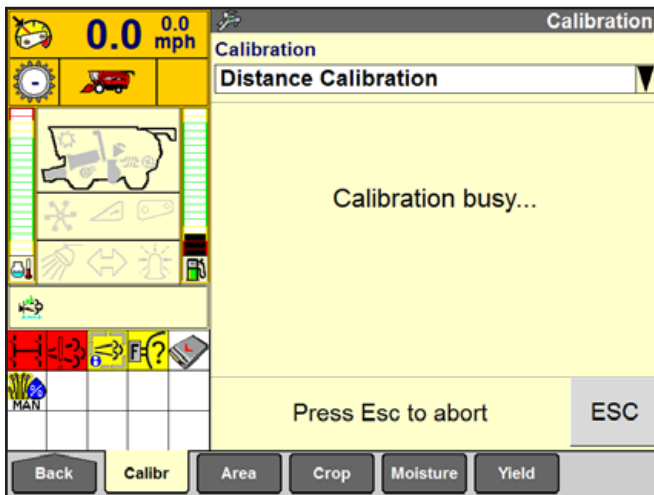 0.0 0.0 mph
Calibration
Calibration
Distance Calibration
Calibration busy...
F ?
MAN %
Press Esc to abort ESC
Back Calibr Area Crop Moisture Yield